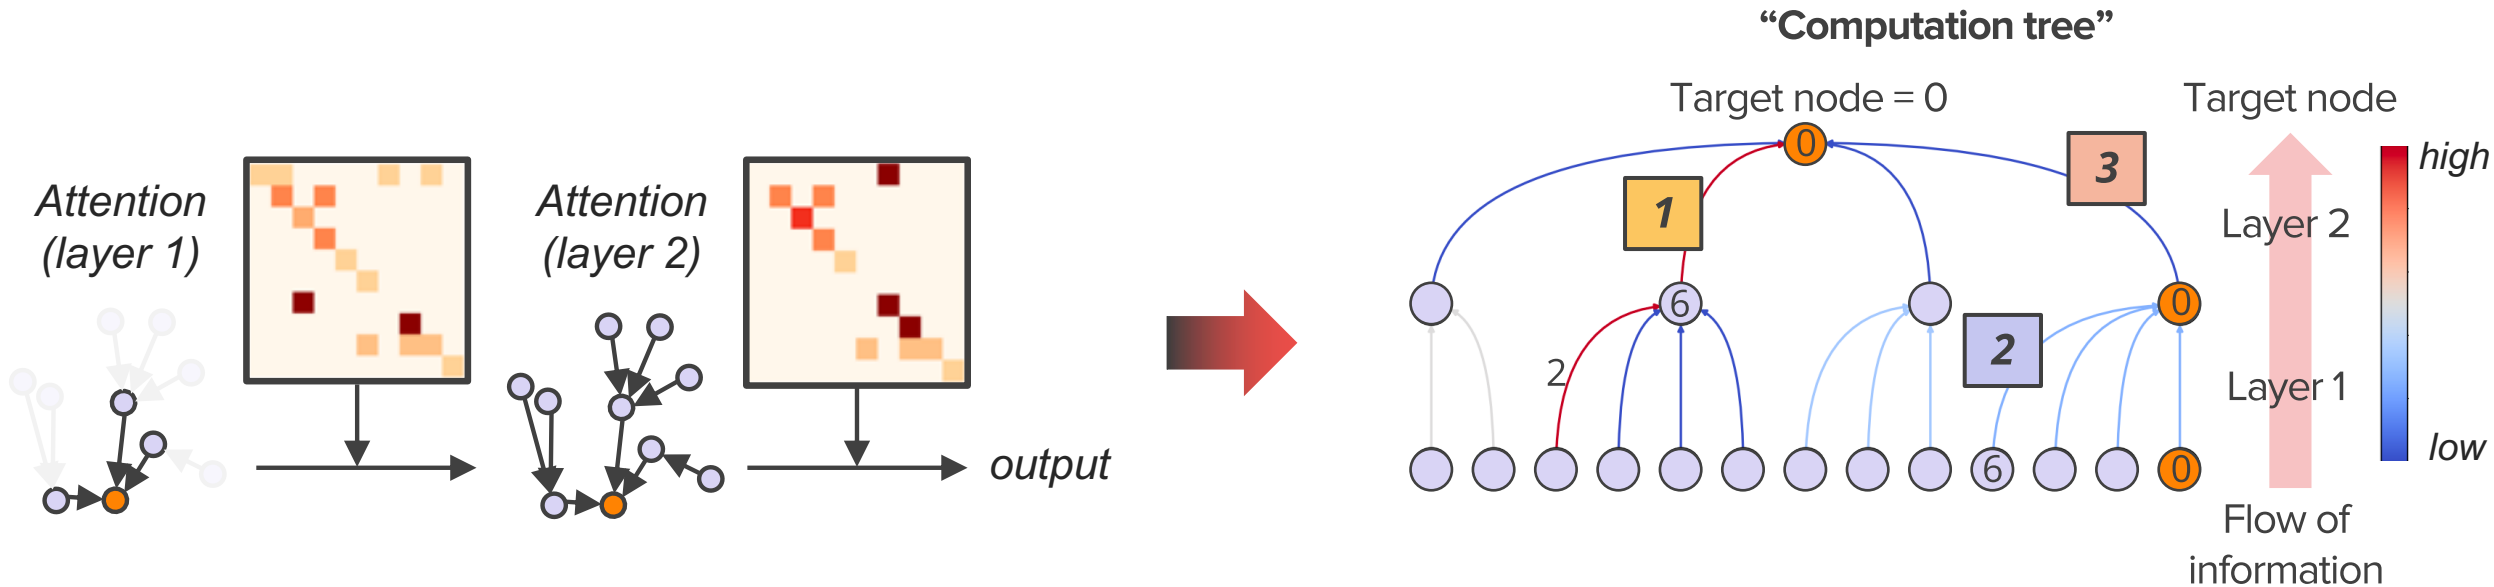 “Computation tree”
Target node = 0
Target node
Attention
(layer 1)
Attention
(layer 2)
output
0
1
3
high
Layer 2
6
0
2
2
Layer 1
low
6
0
Flow of
information